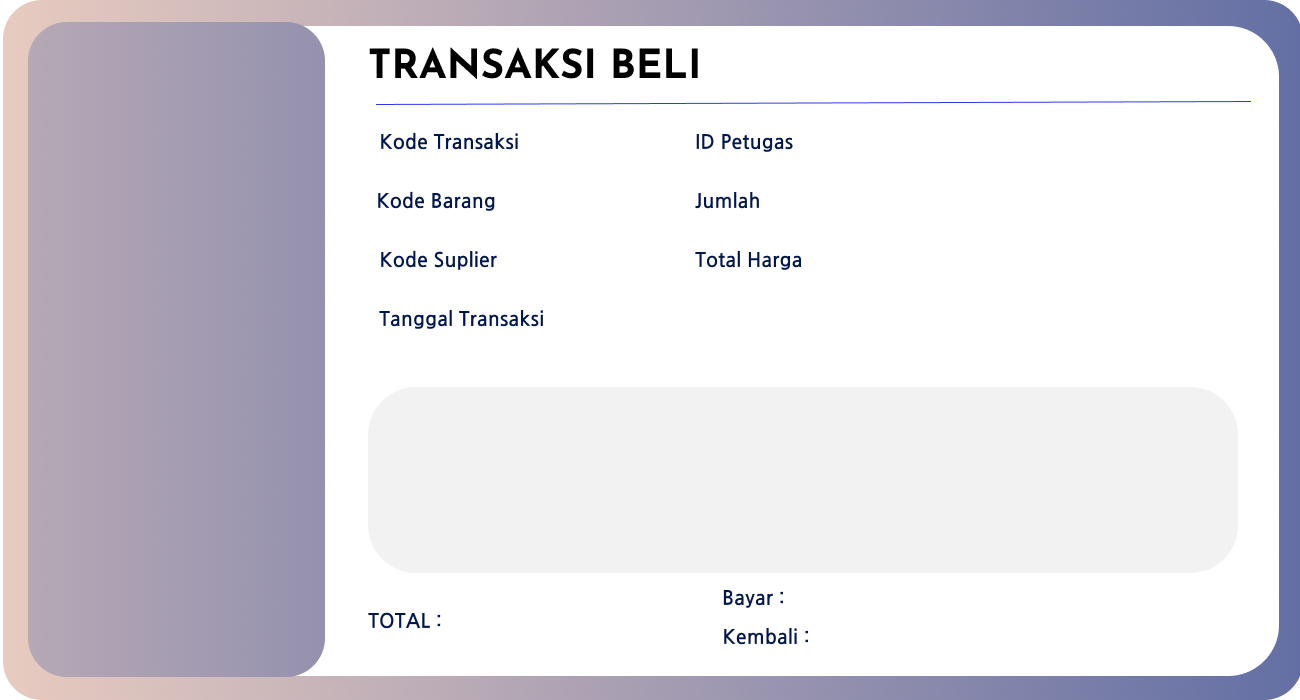 TRANSAKSI BELI
Kode Transaksi
ID Petugas
Kode Barang
Jumlah
Kode Suplier
Total Harga
Tanggal Transaksi
Bayar :
TOTAL :
Kembali :